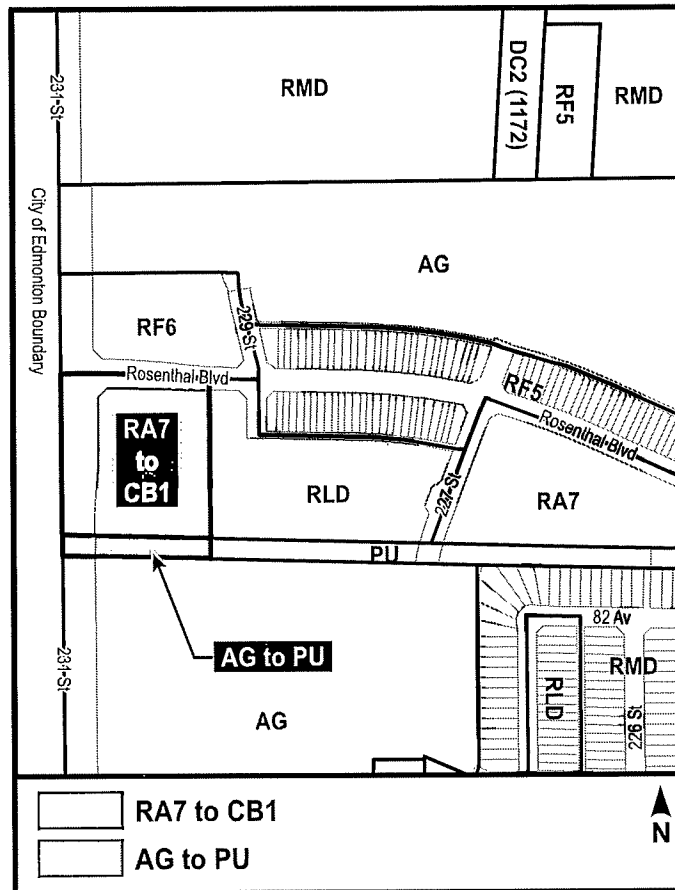 RMD
DC2 (1172)
RF5
RMD
231 St
City of Edmonton Boundary
AG
RF6
229 St
Rosenthal Blvd
RF5
Rosenthal Blvd
RA7
to
CB1
RLD
227 St
RA7
PU
AG to PU
231 St
AG
82 Av
RMD
RLD
226 St
RA7 to CB1
AG to PU
N